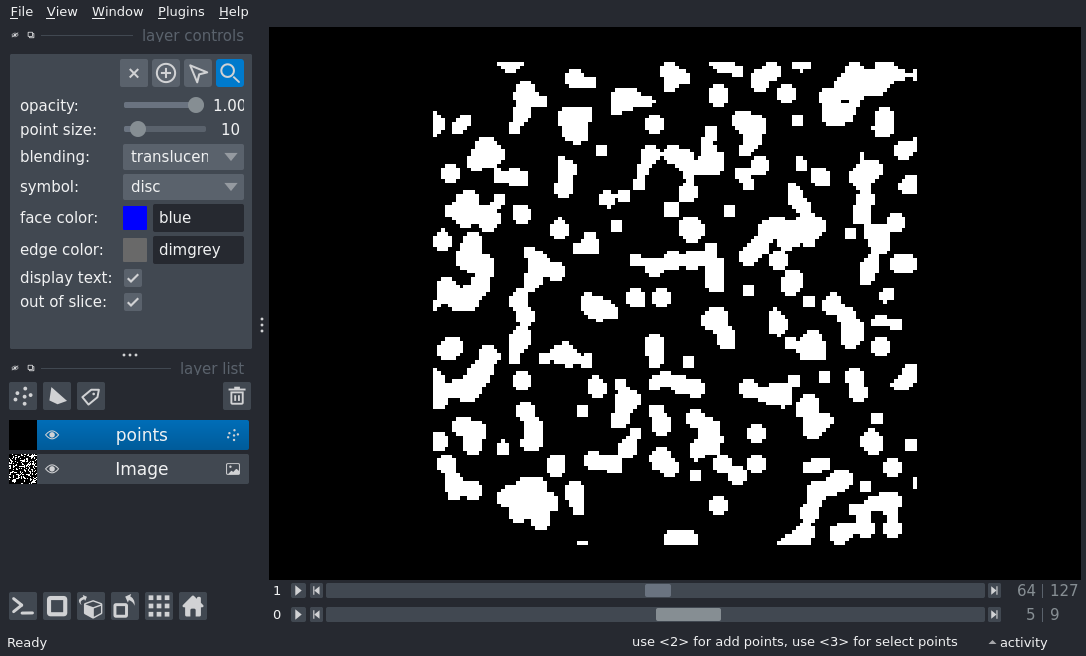 File View Window Plugins Help
layer controls
opacity: 1.00
point size: 10
blending: translucen
symbol: disc
face color: blue
edge color: dimgrey
display text:
out of slice:
layer list
points
Image
1 64 | 127
0 5 | 9
Ready use <2> for add points, use <3> for select points activity